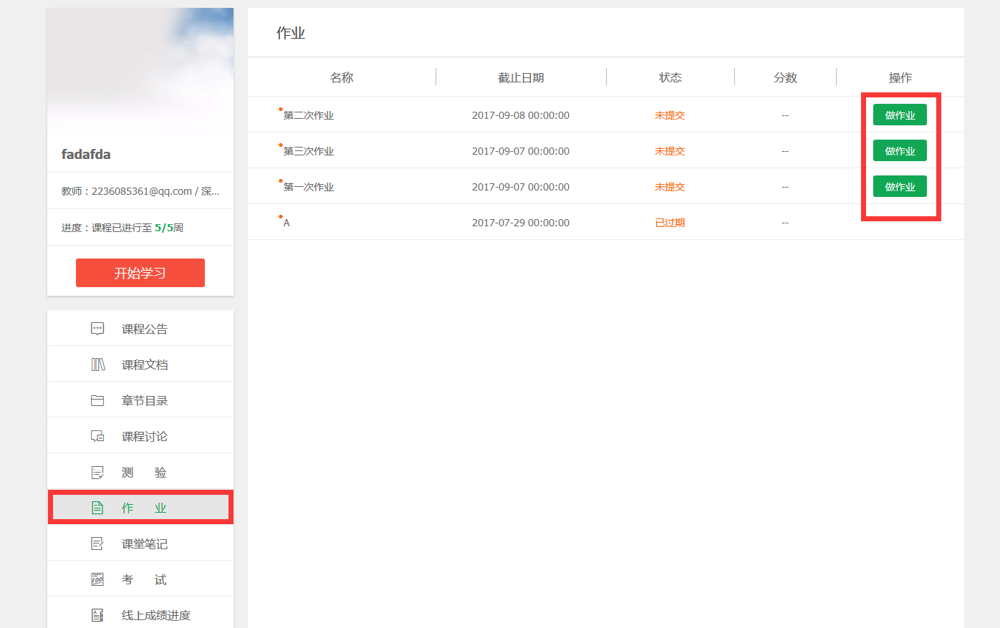 fadafda
教师：2236085361@qq.com / 深...
进度：课程已进行至 5/5周
开始学习
课程公告
课程文档
章节目录
课程讨论
测 验
作 业
课堂笔记
考 试
线上成绩进度
作业
名称 截止日期 状态 分数 操作
第二次作业 2017-09-08 00:00:00 未提交 -- 做作业
第三次作业 2017-09-07 00:00:00 未提交 -- 做作业
第一次作业 2017-09-07 00:00:00 未提交 -- 做作业
A 2017-07-29 00:00:00 已过期 --